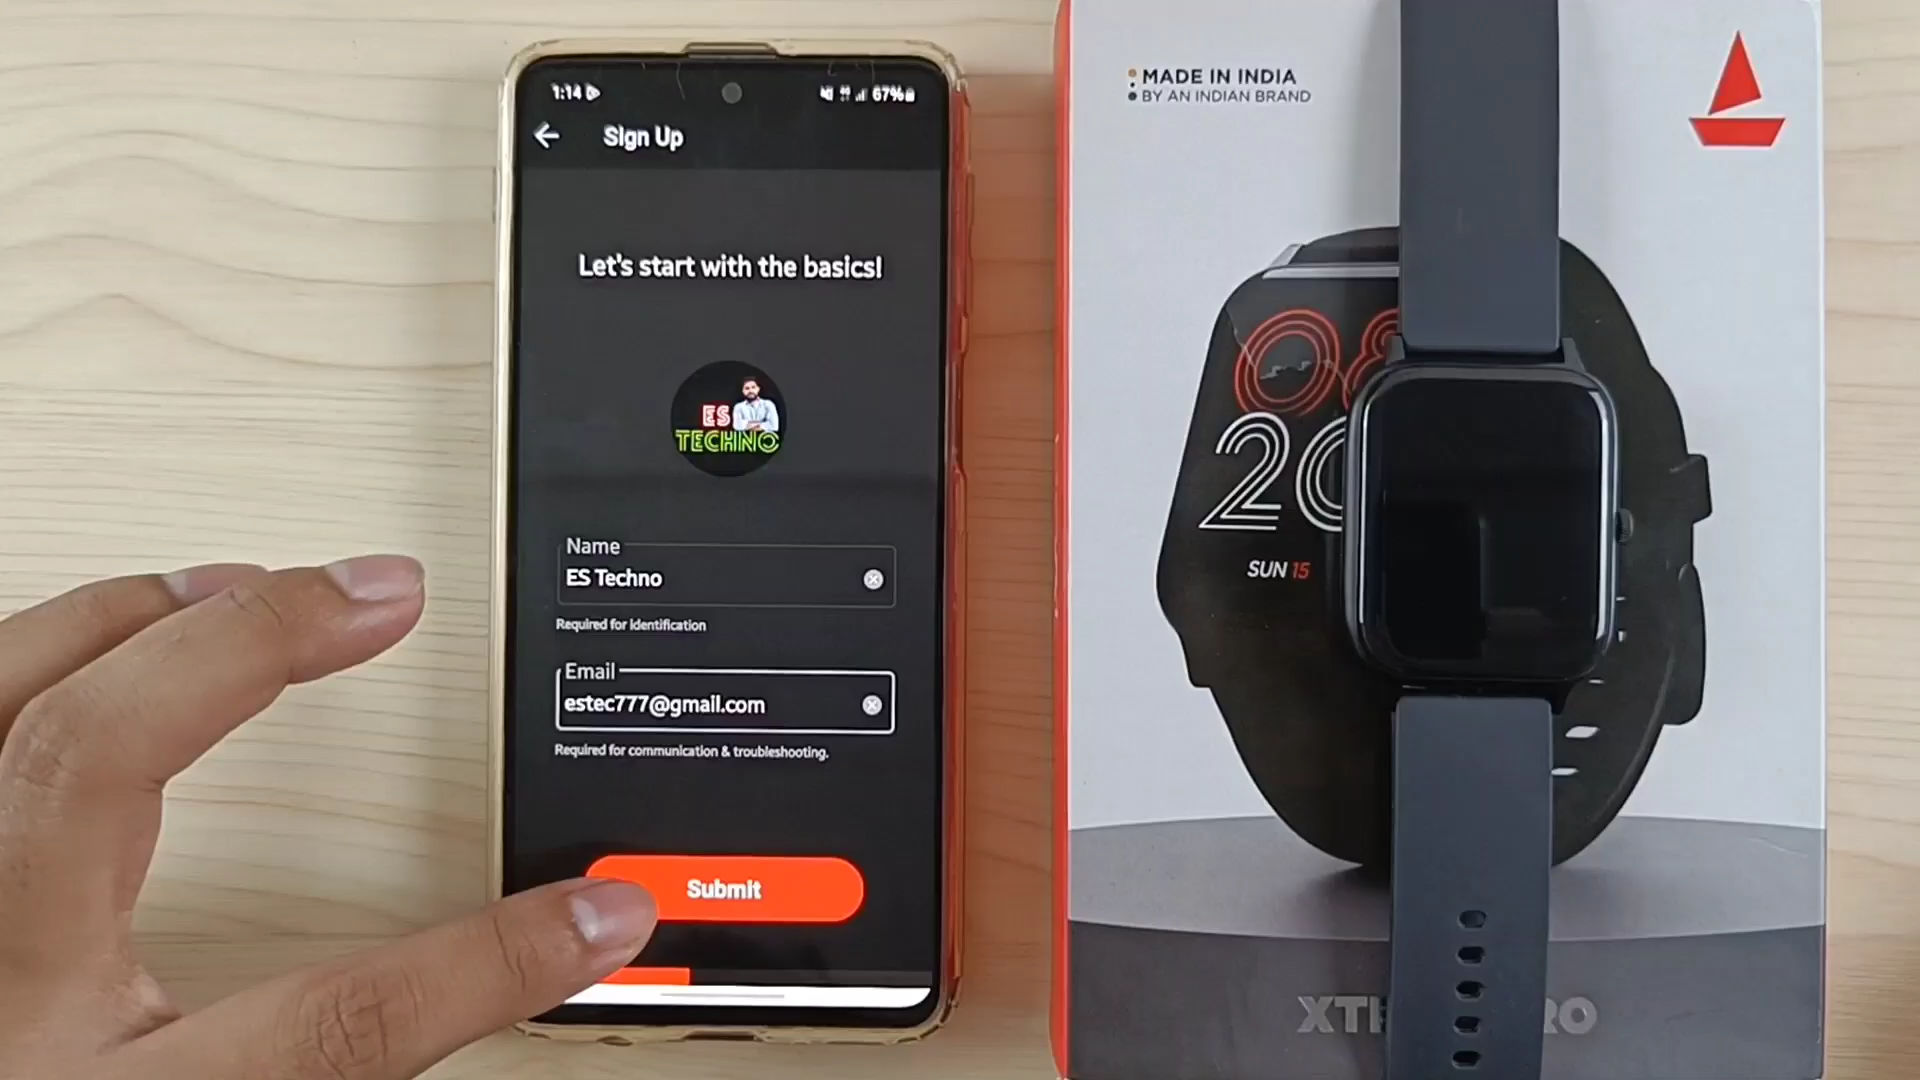 1:14
67%
Sign Up
Let's start with the basics!
ES
TECHNO
Name
ES Techno
Required for identification
Email
estec777@gmail.com
Required for communication & troubleshooting.
Submit
MADE IN INDIA
BY AN INDIAN BRAND
08
SUN 15